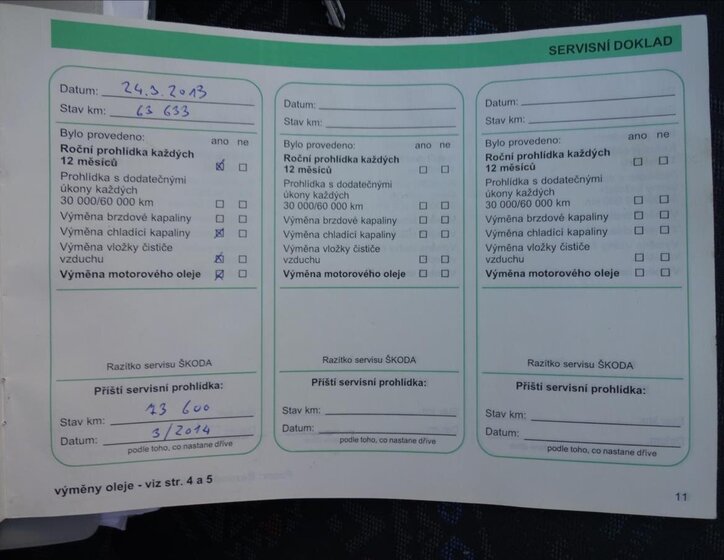 SERVISNÍ DOKLAD
Datum: 24.3.2013
Stav km: 63 633
Bylo provedeno: ano ne
Roční prohlídka každých
12 měsíců
Prohlídka s dodatečnými
úkony každých
30 000/60 000 km
Výměna brzdové kapaliny
Výměna chladící kapaliny
Výměna vložky čističe
vzduchu
Výměna motorového oleje
Razítko servisu ŠKODA
Příští servisní prohlídka:
Stav km: 73 600
Datum: 3/2014
podle toho, co nastane dříve
Datum:
Stav km:
Bylo provedeno: ano ne
Roční prohlídka každých
12 měsíců
Prohlídka s dodatečnými
úkony každých
30 000/60 000 km
Výměna brzdové kapaliny
Výměna chladící kapaliny
Výměna vložky čističe
vzduchu
Výměna motorového oleje
Razítko servisu ŠKODA
Příští servisní prohlídka:
Stav km:
Datum:
podle toho, co nastane dříve
Datum:
Stav km:
Bylo provedeno: ano ne
Roční prohlídka každých
12 měsíců
Prohlídka s dodatečnými
úkony každých
30 000/60 000 km
Výměna brzdové kapaliny
Výměna chladící kapaliny
Výměna vložky čističe
vzduchu
Výměna motorového oleje
Razítko servisu ŠKODA
Příští servisní prohlídka:
Stav km:
Datum:
podle toho, co nastane dříve
výměny oleje - viz str. 4 a 5
11